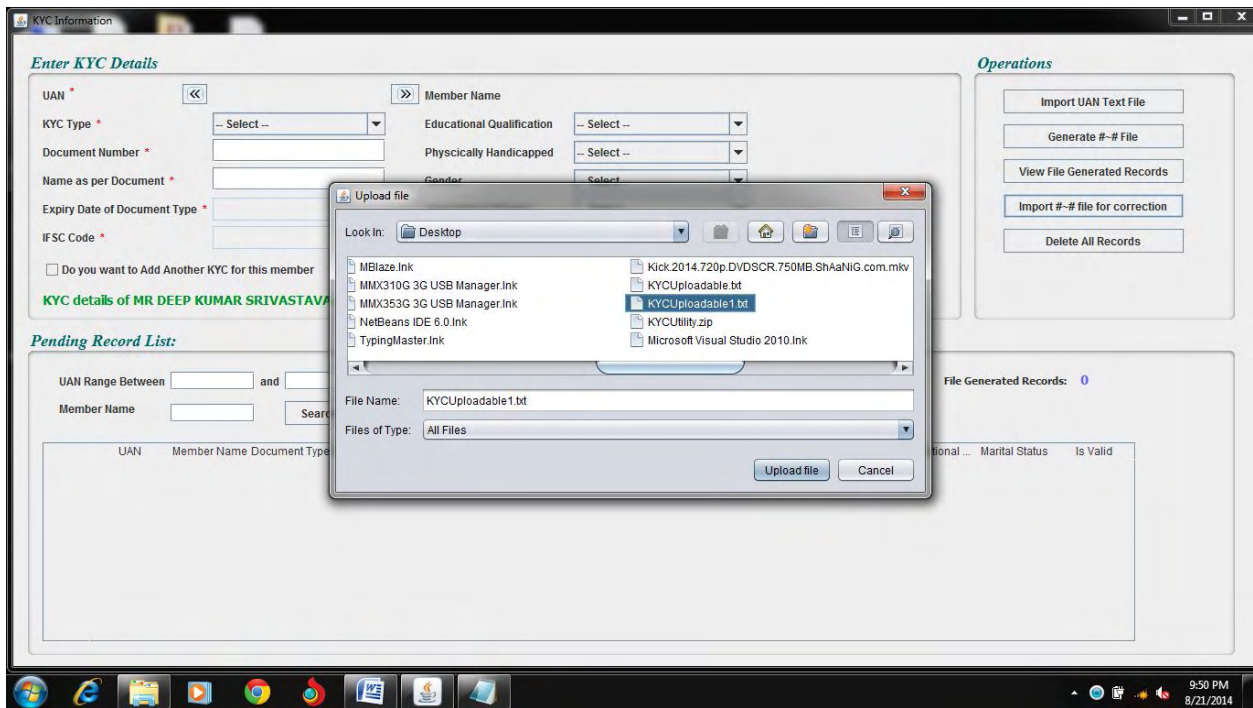 KYC Information
Enter KYC Details
UAN *
Member Name
KYC Type *
-- Select --
Educational Qualification
-- Select --
Document Number *
Physcically Handicapped
-- Select --
Name as per Document *
Gender
-- Select --
Expiry Date of Document Type *
IFSC Code *
Do you want to Add Another KYC for this member
KYC details of MR DEEP KUMAR SRIVASTAVA
Operations
Import UAN Text File
Generate #~# File
View File Generated Records
Import #~# file for correction
Delete All Records
Upload file
Look In:
Desktop
MBlaze.lnk
MMX310G 3G USB Manager.lnk
MMX353G 3G USB Manager.lnk
NetBeans IDE 6.0.lnk
TypingMaster.lnk
Kick.2014.720p.DVDSCR.750MB.ShAaNiG.com.mkv
KYCUploadable.txt
KYCUploadable1.txt
KYCUtility.zip
Microsoft Visual Studio 2010.lnk
File Name:
KYCUploadable1.txt
Files of Type:
All Files
Upload file
Cancel
Pending Record List:
UAN Range Between
and
File Generated Records: 0
Member Name
UAN
Member Name
Document Type
Marital Status
Is Valid
9:50 PM
8/21/2014